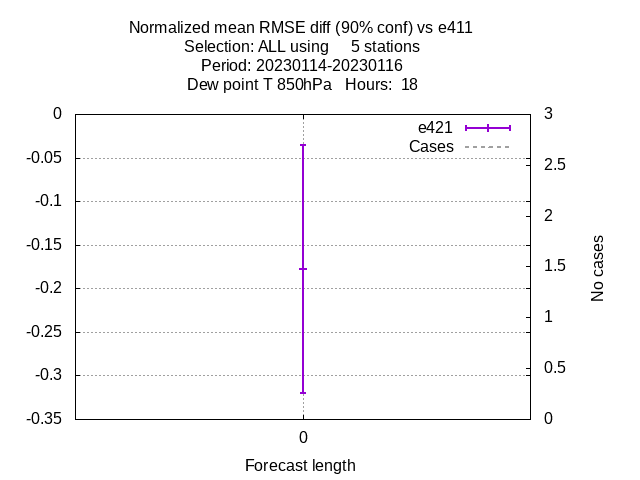 Normalized mean RMSE diff (90% conf) vs e411
Selection: ALL using     5 stations
Period: 20230114-20230116
Dew point T 850hPa   Hours:  18
0
-0.05
-0.1
-0.15
-0.2
-0.25
-0.3
-0.35
e421
Cases
3
2.5
2
1.5
1
0.5
0
No cases
0
Forecast length